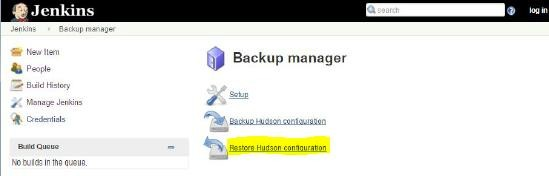 Jenkins
search
log in
Jenkins
Backup manager
New Item
People
Build History
Manage Jenkins
Credentials
Build Queue
No builds in the queue.
Backup manager
Setup
Backup Hudson configuration
Restore Hudson configuration